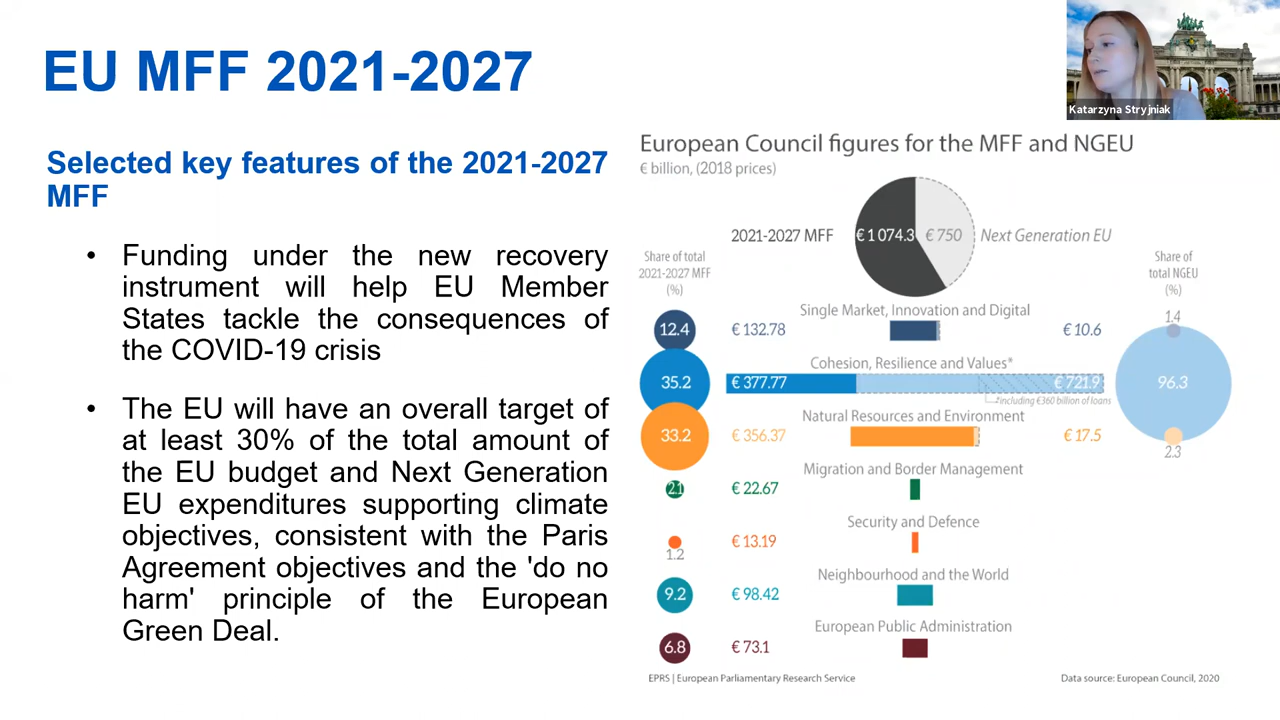 EU MFF 2021-2027
Katarzyna Stryjniak
Selected key features of the 2021-2027
MFF
• Funding under the new recovery
instrument will help EU Member
States tackle the consequences of
the COVID-19 crisis
• The EU will have an overall target of
at least 30% of the total amount of
the EU budget and Next Generation
EU expenditures supporting climate
objectives, consistent with the Paris
Agreement objectives and the 'do no
harm' principle of the European
Green Deal.
European Council figures for the MFF and NGEU
€ billion, (2018 prices)
2021-2027 MFF € 1 074.3 € 750 Next Generation EU
Share of total
2021-2027 MFF
(%)
Share of
total NGEU
(%)
Single Market, Innovation and Digital
12.4 € 132.78 € 10.6 1.4
Cohesion, Resilience and Values*
35.2 € 377.77 € 721.9 96.3
*including €360 billion of loans
Natural Resources and Environment
33.2 € 356.37 € 17.5 2.3
Migration and Border Management
2.1 € 22.67
Security and Defence
1.2 € 13.19
Neighbourhood and the World
9.2 € 98.42
European Public Administration
6.8 € 73.1
EPRS | European Parliamentary Research Service
Data source: European Council, 2020